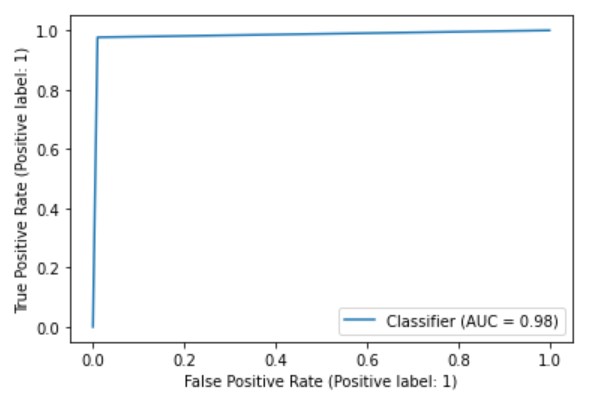 True Positive Rate (Positive label: 1)
1.0
0.8
0.6
0.4
0.2
0.0
Classifier (AUC = 0.98)
0.0 0.2 0.4 0.6 0.8 1.0
False Positive Rate (Positive label: 1)